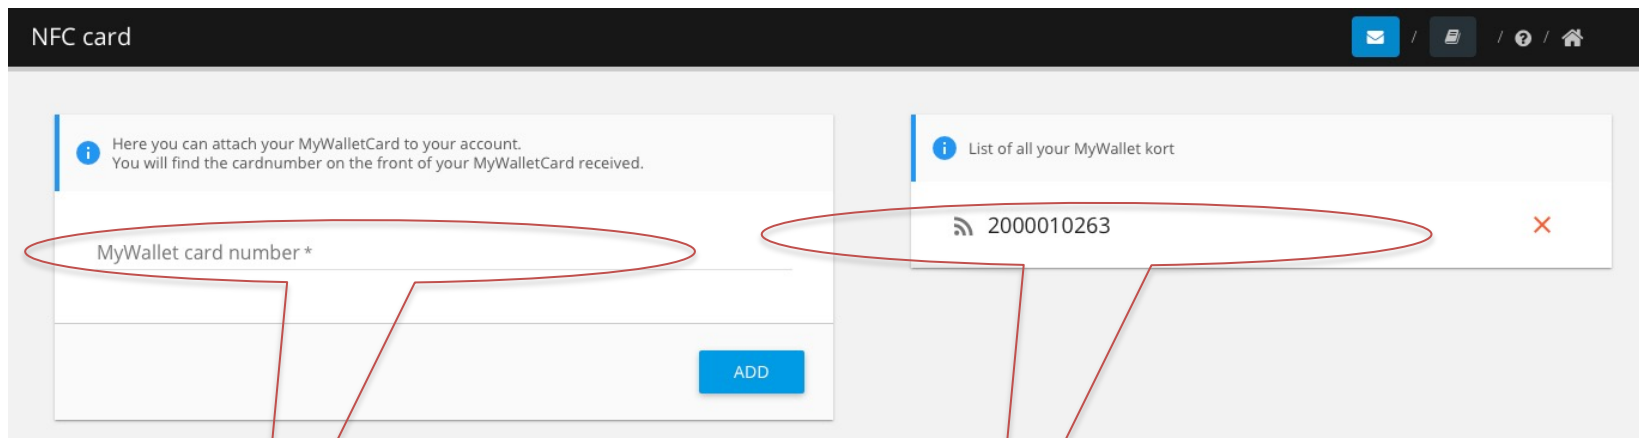 NFC card
/ / /
Here you can attach your MyWalletCard to your account.
You will find the cardnumber on the front of your MyWalletCard received.
MyWallet card number *
ADD
List of all your MyWallet kort
2000010263